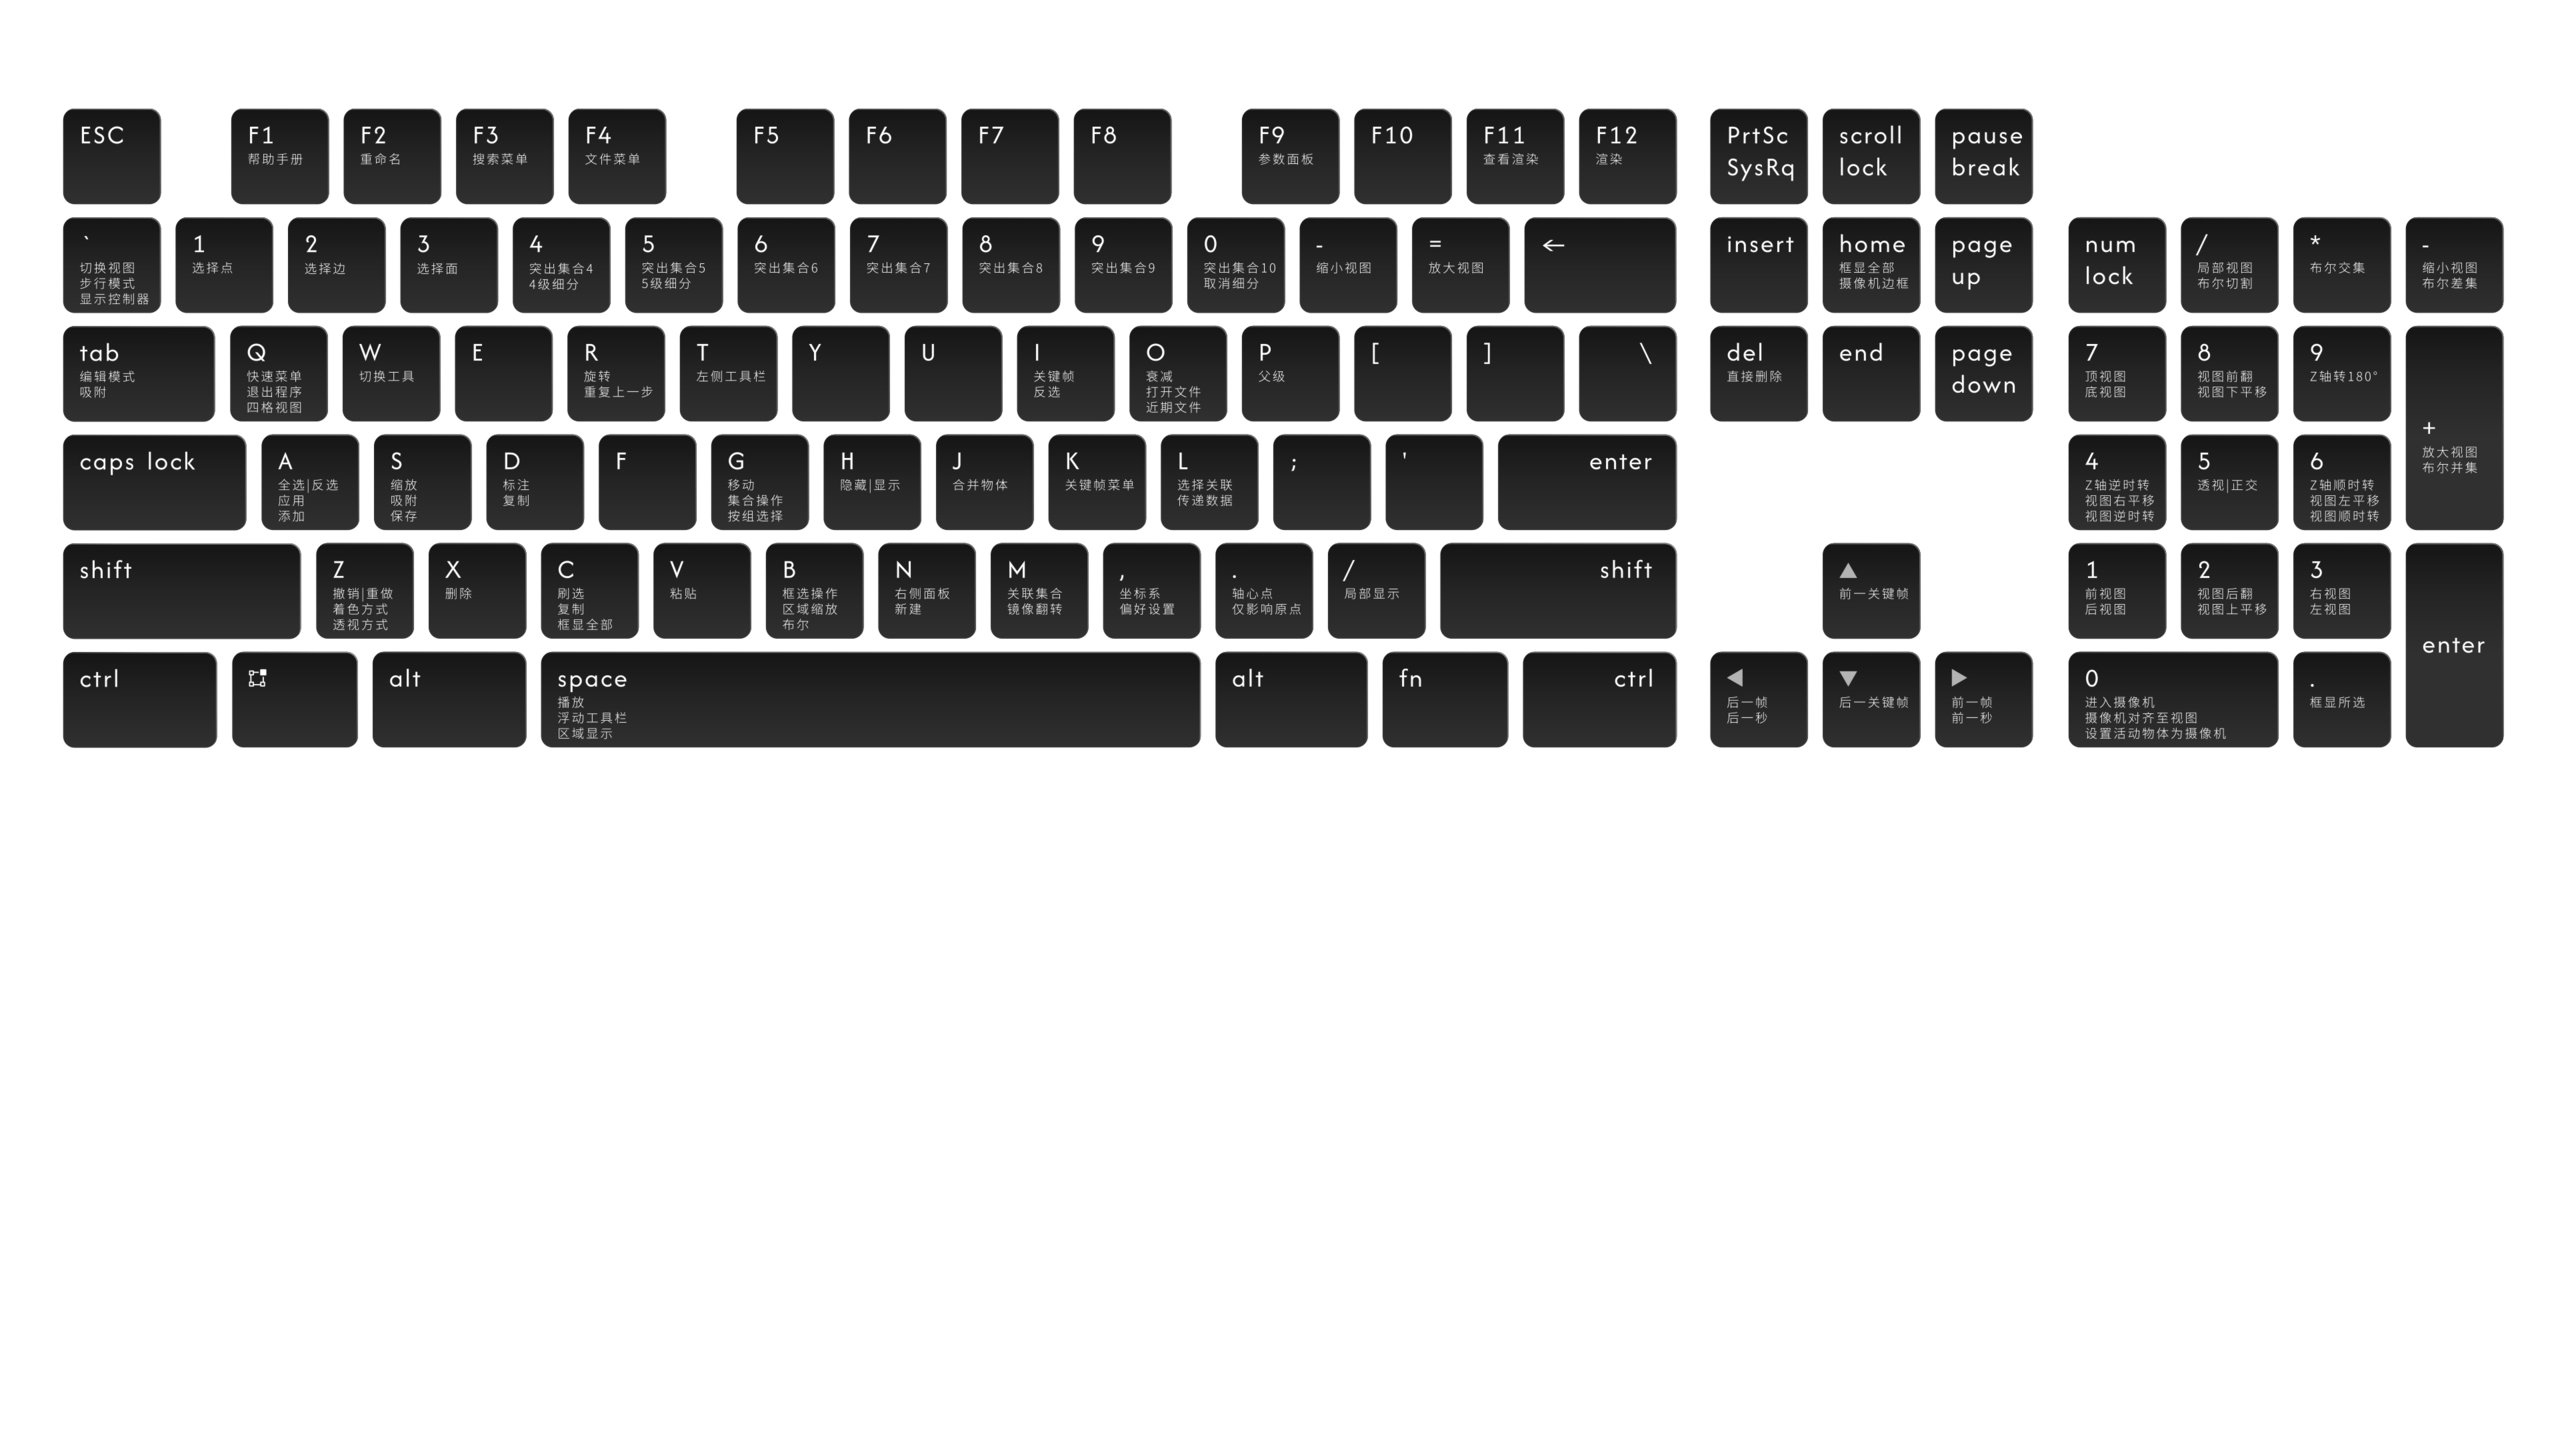 ESC
F1
帮助手册
F2
重命名
F3
搜索菜单
F4
文件菜单
F5
F6
F7
F8
F9
参数面板
F10
F11
查看渲染
F12
渲染
PrtSc
SysRq
scroll
lock
pause
break
`
切换视图
步行模式
显示控制器
1
选择点
2
选择边
3
选择面
4
突出集合4
4级细分
5
突出集合5
5级细分
6
突出集合6
7
突出集合7
8
突出集合8
9
突出集合9
0
突出集合10
取消细分
-
缩小视图
=
放大视图
←
insert
home
框显全部
摄像机边框
page
up
num
lock
/
局部视图
布尔切割
*
布尔交集
-
缩小视图
布尔差集
tab
编辑模式
吸附
Q
快速菜单
退出程序
四格视图
W
切换工具
E
R
旋转
重复上一步
T
左侧工具栏
Y
U
I
关键帧
反选
O
衰减
打开文件
近期文件
P
父级
[
]
\
del
直接删除
end
page
down
7
顶视图
底视图
8
视图前翻
视图下平移
9
Z轴转180°
+
放大视图
布尔并集
caps lock
A
全选|反选
应用
添加
S
缩放
吸附
保存
D
标注
复制
F
G
移动
集合操作
按组选择
H
隐藏|显示
J
合并物体
K
关键帧菜单
L
选择关联
传递数据
;
'
enter
4
Z轴逆时转
视图右平移
视图逆时转
5
透视|正交
6
Z轴顺时转
视图左平移
视图顺时转
shift
Z
撤销|重做
着色方式
透视方式
X
删除
C
刷选
复制
框显全部
V
粘贴
B
框选操作
区域缩放
布尔
N
右侧面板
新建
M
关联集合
镜像翻转
,
坐标系
偏好设置
.
轴心点
仅影响原点
/
局部显示
shift
▲
前一关键帧
1
前视图
后视图
2
视图后翻
视图上平移
3
右视图
左视图
enter
ctrl
alt
space
播放
浮动工具栏
区域显示
alt
fn
ctrl
◀
后一帧
后一秒
▼
后一关键帧
▶
前一帧
前一秒
0
进入摄像机
摄像机对齐至视图
设置活动物体为摄像机
.
框显所选